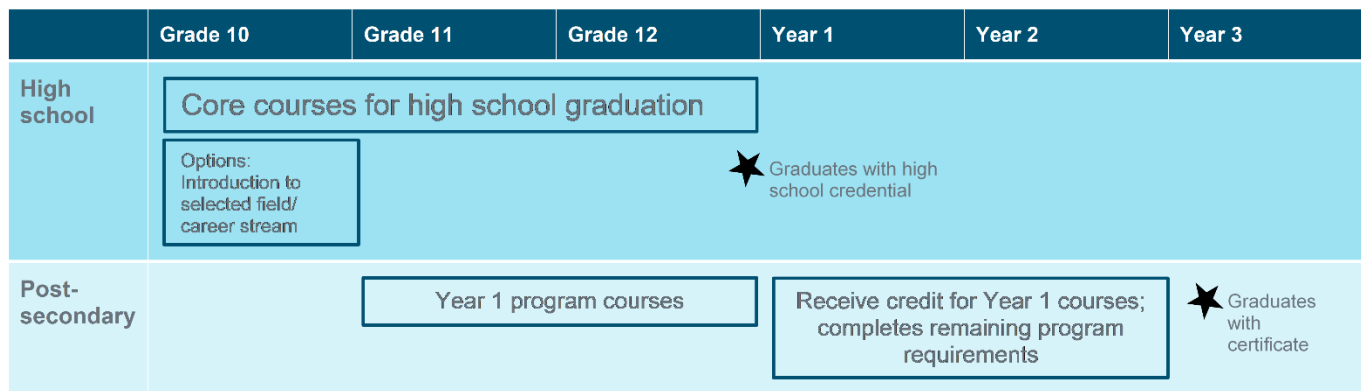 Grade 10
Grade 11
Grade 12
Year 1
Year 2
Year 3
High
school
Core courses for high school graduation
Options:
Introduction to
selected field/
career stream
Graduates with high
school credential
Post-
secondary
Year 1 program courses
Receive credit for Year 1 courses;
completes remaining program
requirements
Graduates
with
certificate